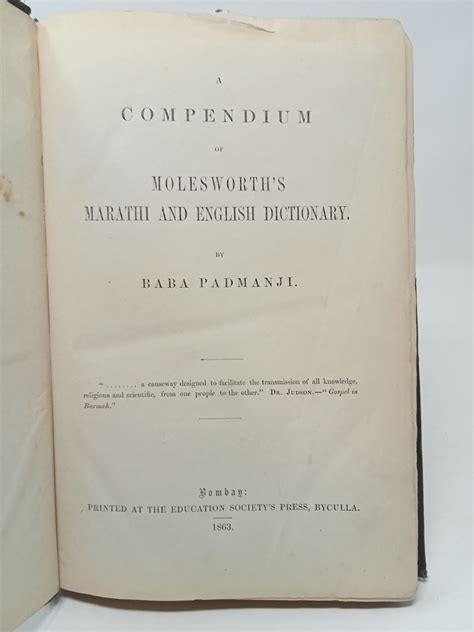 A
COMPENDIUM
OF
MOLESWORTH'S
MARATHI AND ENGLISH DICTIONARY.
BY
BABA PADMANJI.
“ ........ a causeway designed to facilitate the transmission of all knowledge,
religious and scientific, from one people to the other.” DR. JUDSON.—“Gospel in
Burmah.”
Bombay:
PRINTED AT THE EDUCATION SOCIETY'S PRESS, BYCULLA.
1863.